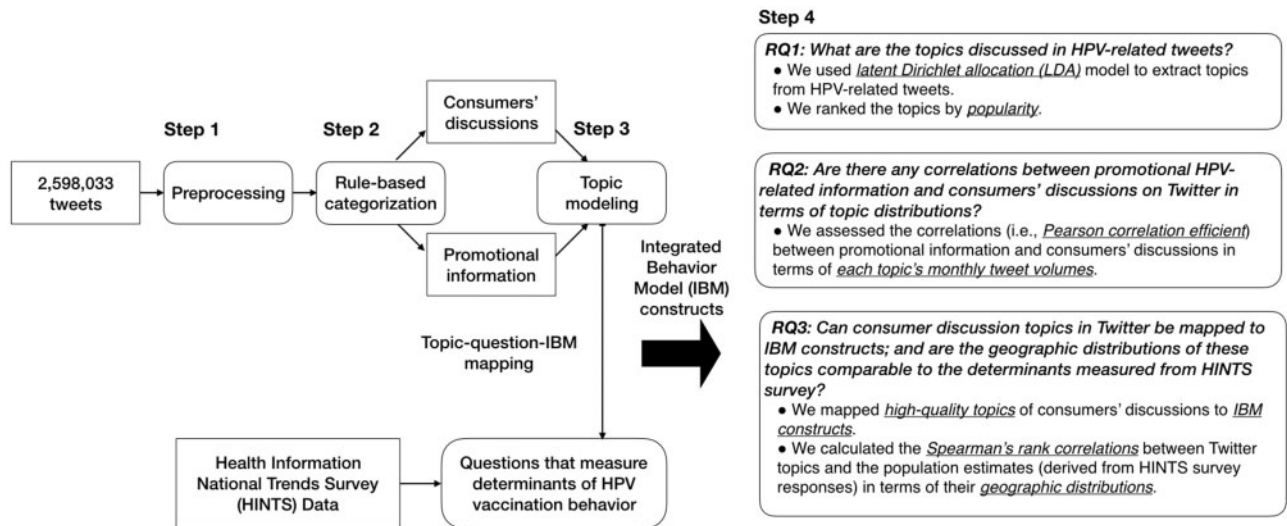 Step 1
Step 2
Step 3
2,598,033
tweets
Preprocessing
Rule-based
categorization
Consumers'
discussions
Promotional
information
Topic
modeling
Topic-question-IBM
mapping
Integrated
Behavior
Model (IBM)
constructs
Health Information
National Trends Survey
(HINTS) Data
Questions that measure
determinants of HPV
vaccination behavior
Step 4
RQ1: What are the topics discussed in HPV-related tweets?
● We used latent Dirichlet allocation (LDA) model to extract topics
from HPV-related tweets.
● We ranked the topics by popularity.
RQ2: Are there any correlations between promotional HPV-
related information and consumers' discussions on Twitter in
terms of topic distributions?
● We assessed the correlations (i.e., Pearson correlation efficient)
between promotional information and consumers' discussions in
terms of each topic's monthly tweet volumes.
RQ3: Can consumer discussion topics in Twitter be mapped to
IBM constructs; and are the geographic distributions of these
topics comparable to the determinants measured from HINTS
survey?
● We mapped high-quality topics of consumers' discussions to IBM
constructs.
● We calculated the Spearman's rank correlations between Twitter
topics and the population estimates (derived from HINTS survey
responses) in terms of their geographic distributions.